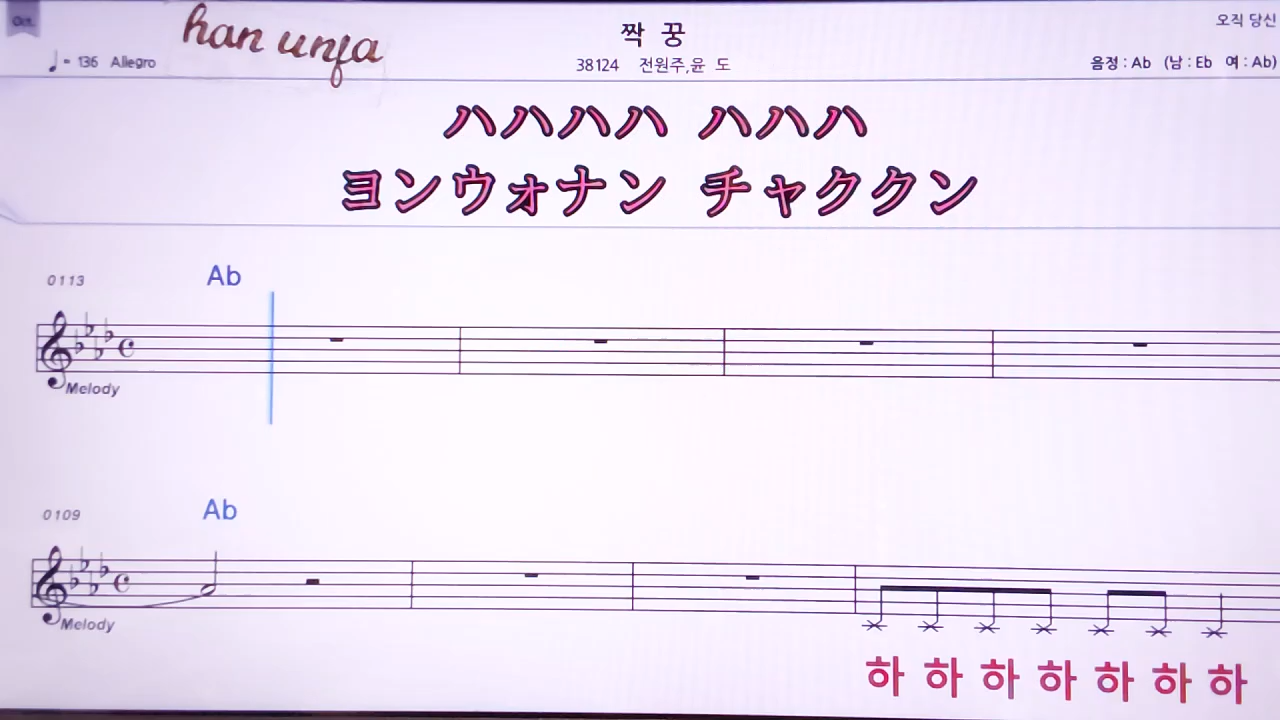 Oct.
han unja
짝 꿍
오직 당신
♩= 136 Allegro
38124 전원주,윤 도
음정 : Ab (남 : Eb 여 : Ab)
ハハハハ ハハハ
ヨンウォナン チャククン
0113
Ab
Melody
0109
Ab
Melody
하 하 하 하 하 하 하